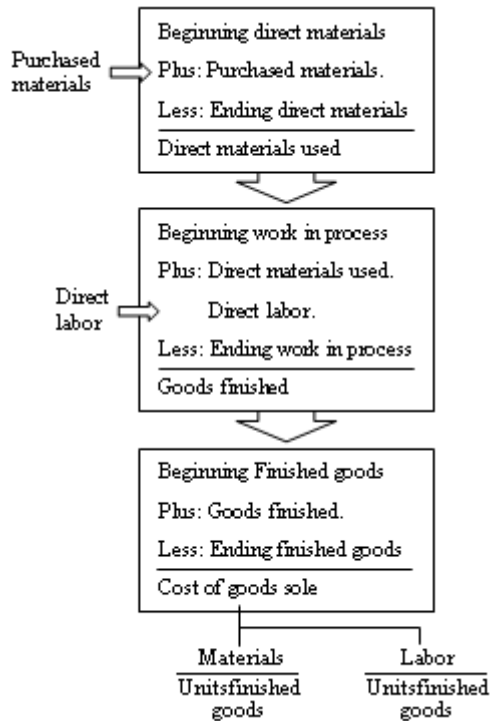 Beginning direct materials
Purchased
materials
Plus: Purchased materials.
Less: Ending direct materials
Direct materials used
Beginning work in process
Plus: Direct materials used.
Direct
labor
Direct labor.
Less: Ending work in process
Goods finished
Beginning Finished goods
Plus: Goods finished.
Less: Ending finished goods
Cost of goods sole
Materials
Unitsfinished
goods
Labor
Unitsfinished
goods